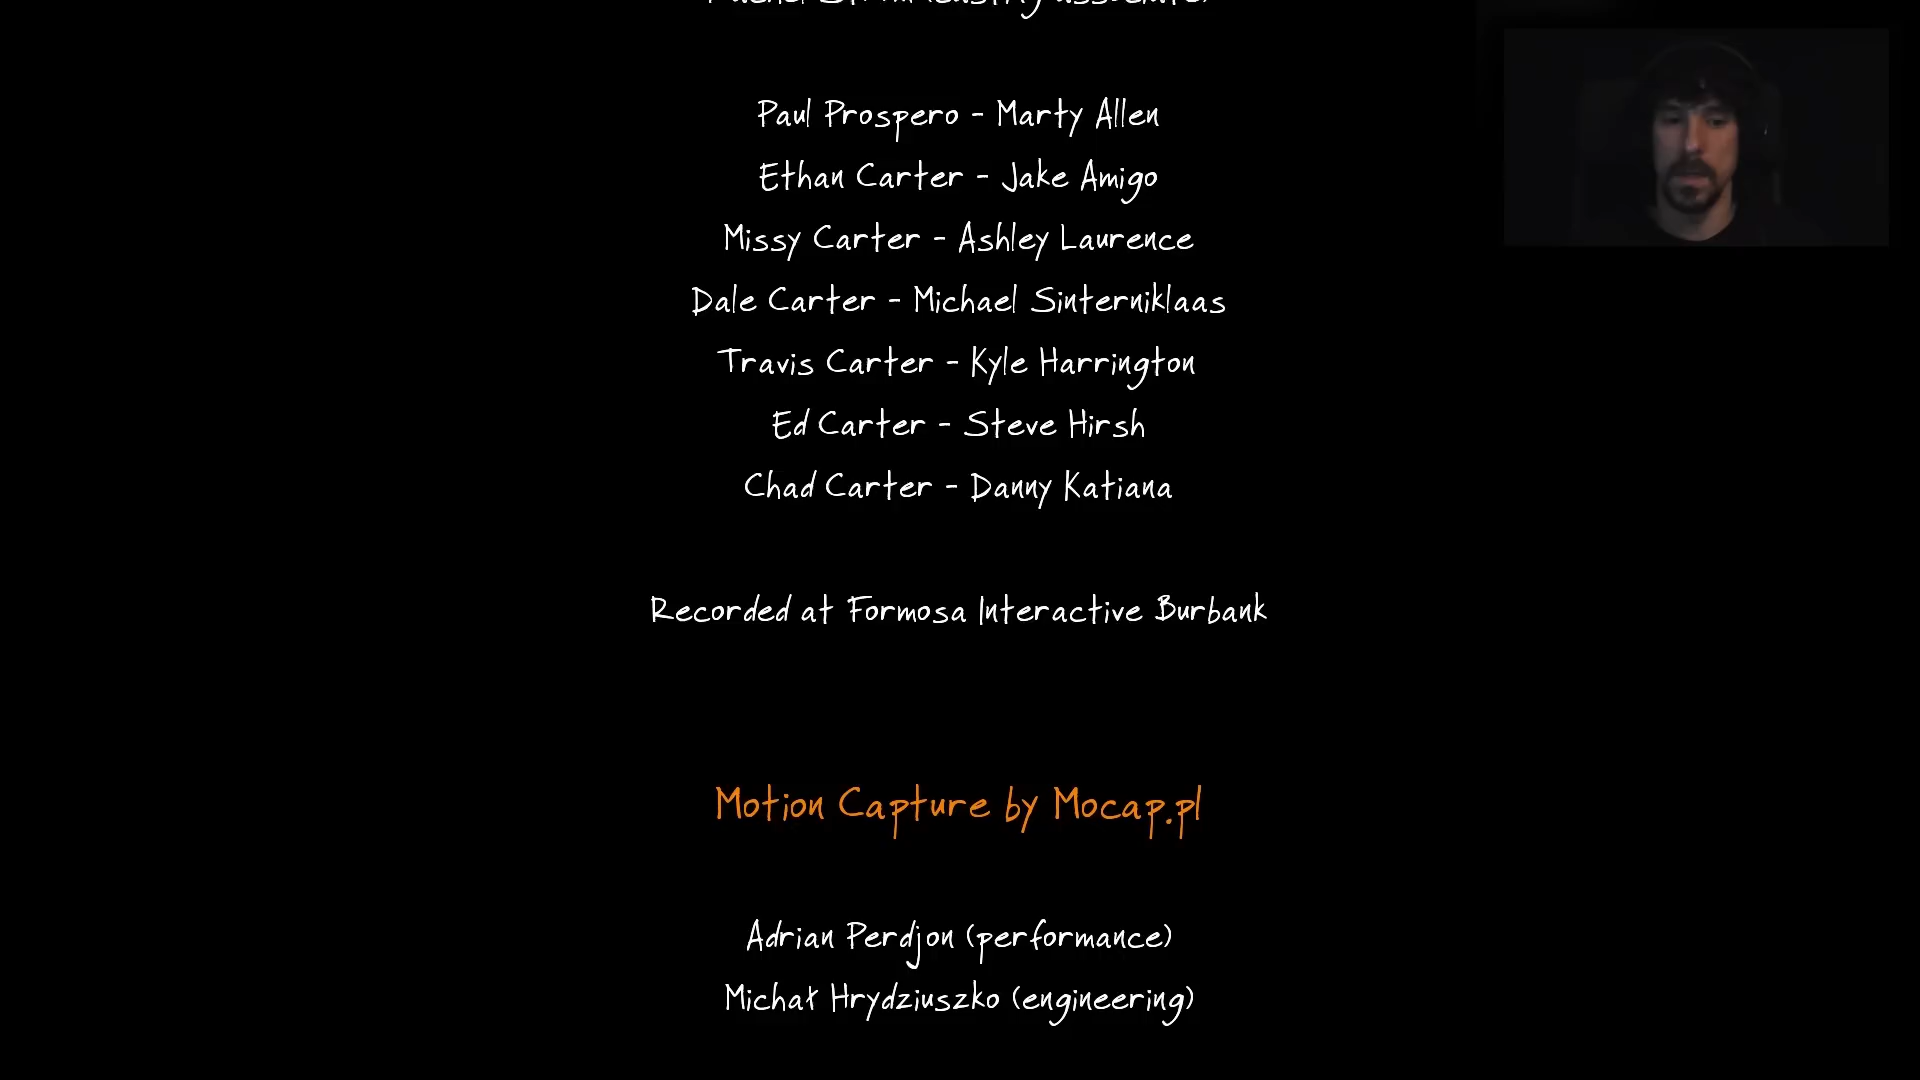 Paul Prospero - Marty Allen
Ethan Carter - Jake Amigo
Missy Carter - Ashley Laurence
Dale Carter - Michael Sinterniklaas
Travis Carter - Kyle Harrington
Ed Carter - Steve Hirsh
Chad Carter - Danny Katiana
Recorded at Formosa Interactive Burbank
Motion Capture by Mocap.pl
Adrian Perdjon (performance)
Michał Hrydziuszko (engineering)